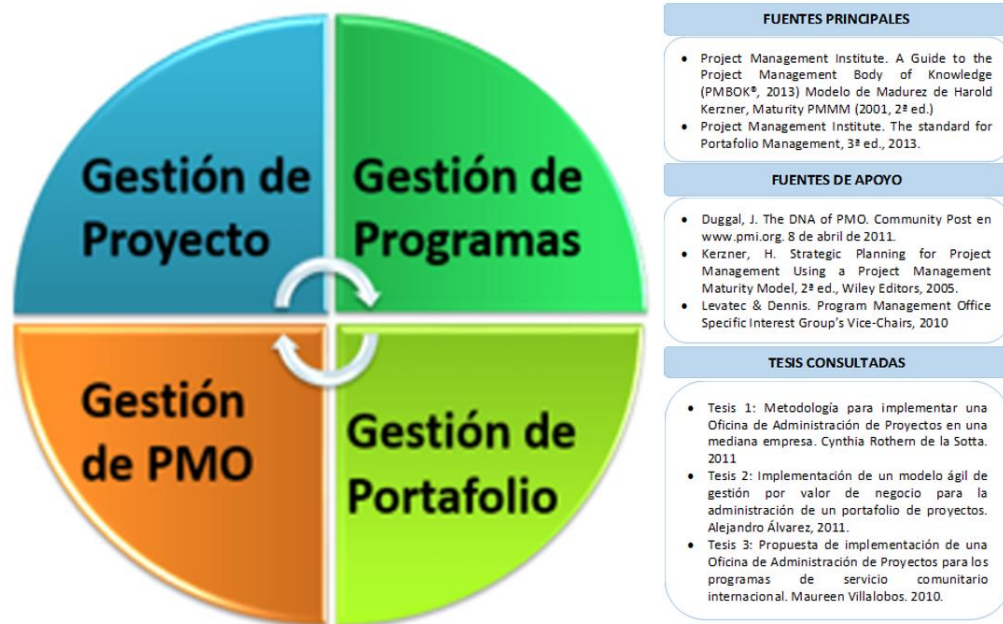 Gestión de
Proyecto
Gestión de
Programas
Gestión
de PMO
Gestión de
Portafolio
FUENTES PRINCIPALES
• Project Management Institute. A Guide to the
Project Management Body of Knowledge
(PMBOK®, 2013) Modelo de Madurez de Harold
Kerzner, Maturity PMMM (2001, 2ª ed.)
• Project Management Institute. The standard for
Portafolio Management, 3ª ed., 2013.
FUENTES DE APOYO
• Duggal, J. The DNA of PMO. Community Post en
www.pmi.org. 8 de abril de 2011.
• Kerzner, H. Strategic Planning for Project
Management Using a Project Management
Maturity Model, 2ª ed., Wiley Editors, 2005.
• Levatec & Dennis. Program Management Office
Specific Interest Group's Vice-Chairs, 2010
TESIS CONSULTADAS
• Tesis 1: Metodología para implementar una
Oficina de Administración de Proyectos en una
mediana empresa. Cynthia Rothern de la Sotta.
2011
• Tesis 2: Implementación de un modelo ágil de
gestión por valor de negocio para la
administración de un portafolio de proyectos.
Alejandro Álvarez, 2011.
• Tesis 3: Propuesta de implementación de una
Oficina de Administración de Proyectos para los
programas de servicio comunitario
internacional. Maureen Villalobos. 2010.